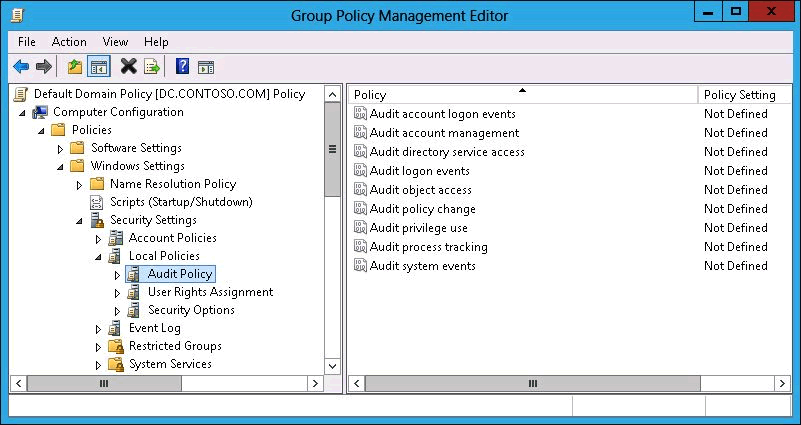 Group Policy Management Editor
File Action View Help
Default Domain Policy [DC.CONTOSO.COM] Policy
Computer Configuration
Policies
Software Settings
Windows Settings
Name Resolution Policy
Scripts (Startup/Shutdown)
Security Settings
Account Policies
Local Policies
Audit Policy
User Rights Assignment
Security Options
Event Log
Restricted Groups
System Services
Policy Policy Setting
Audit account logon events Not Defined
Audit account management Not Defined
Audit directory service access Not Defined
Audit logon events Not Defined
Audit object access Not Defined
Audit policy change Not Defined
Audit privilege use Not Defined
Audit process tracking Not Defined
Audit system events Not Defined